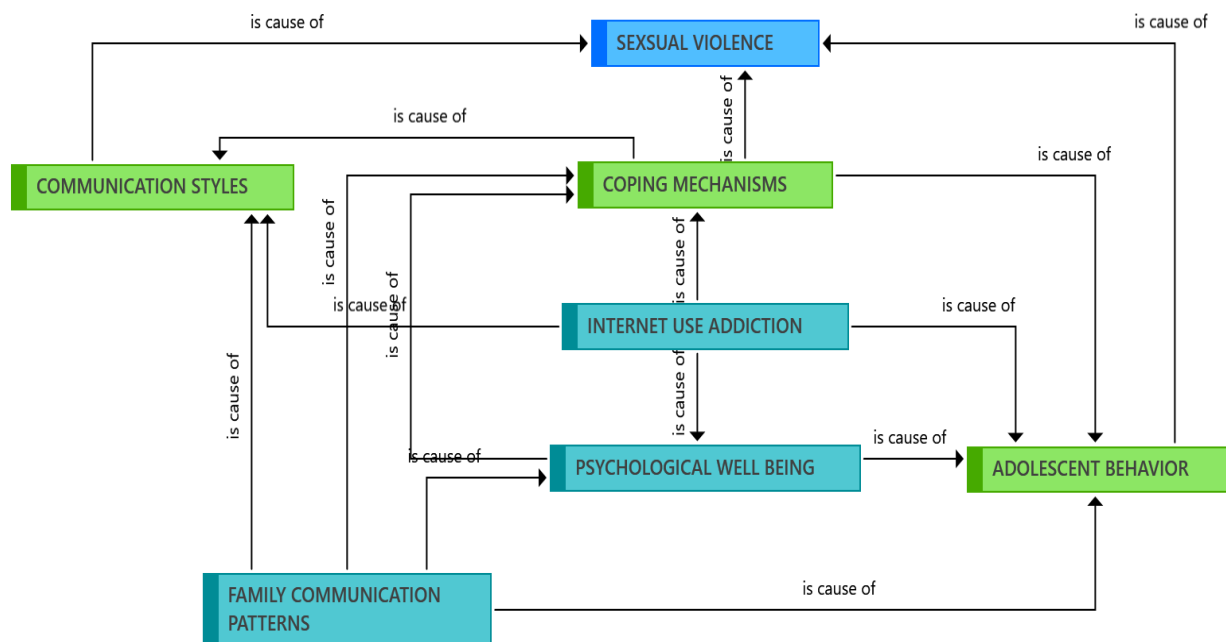 is cause of
is cause of
SEXSUAL VIOLENCE
is cause of
is cause of
is cause of
COMMUNICATION STYLES
COPING MECHANISMS
is cause of
is cause of
is cause of
is cause of
is cause of
INTERNET USE ADDICTION
is cause of
is cause of
is cause of
is cause of
is cause of
PSYCHOLOGICAL WELL BEING
ADOLESCENT BEHAVIOR
is cause of
FAMILY COMMUNICATION
PATTERNS